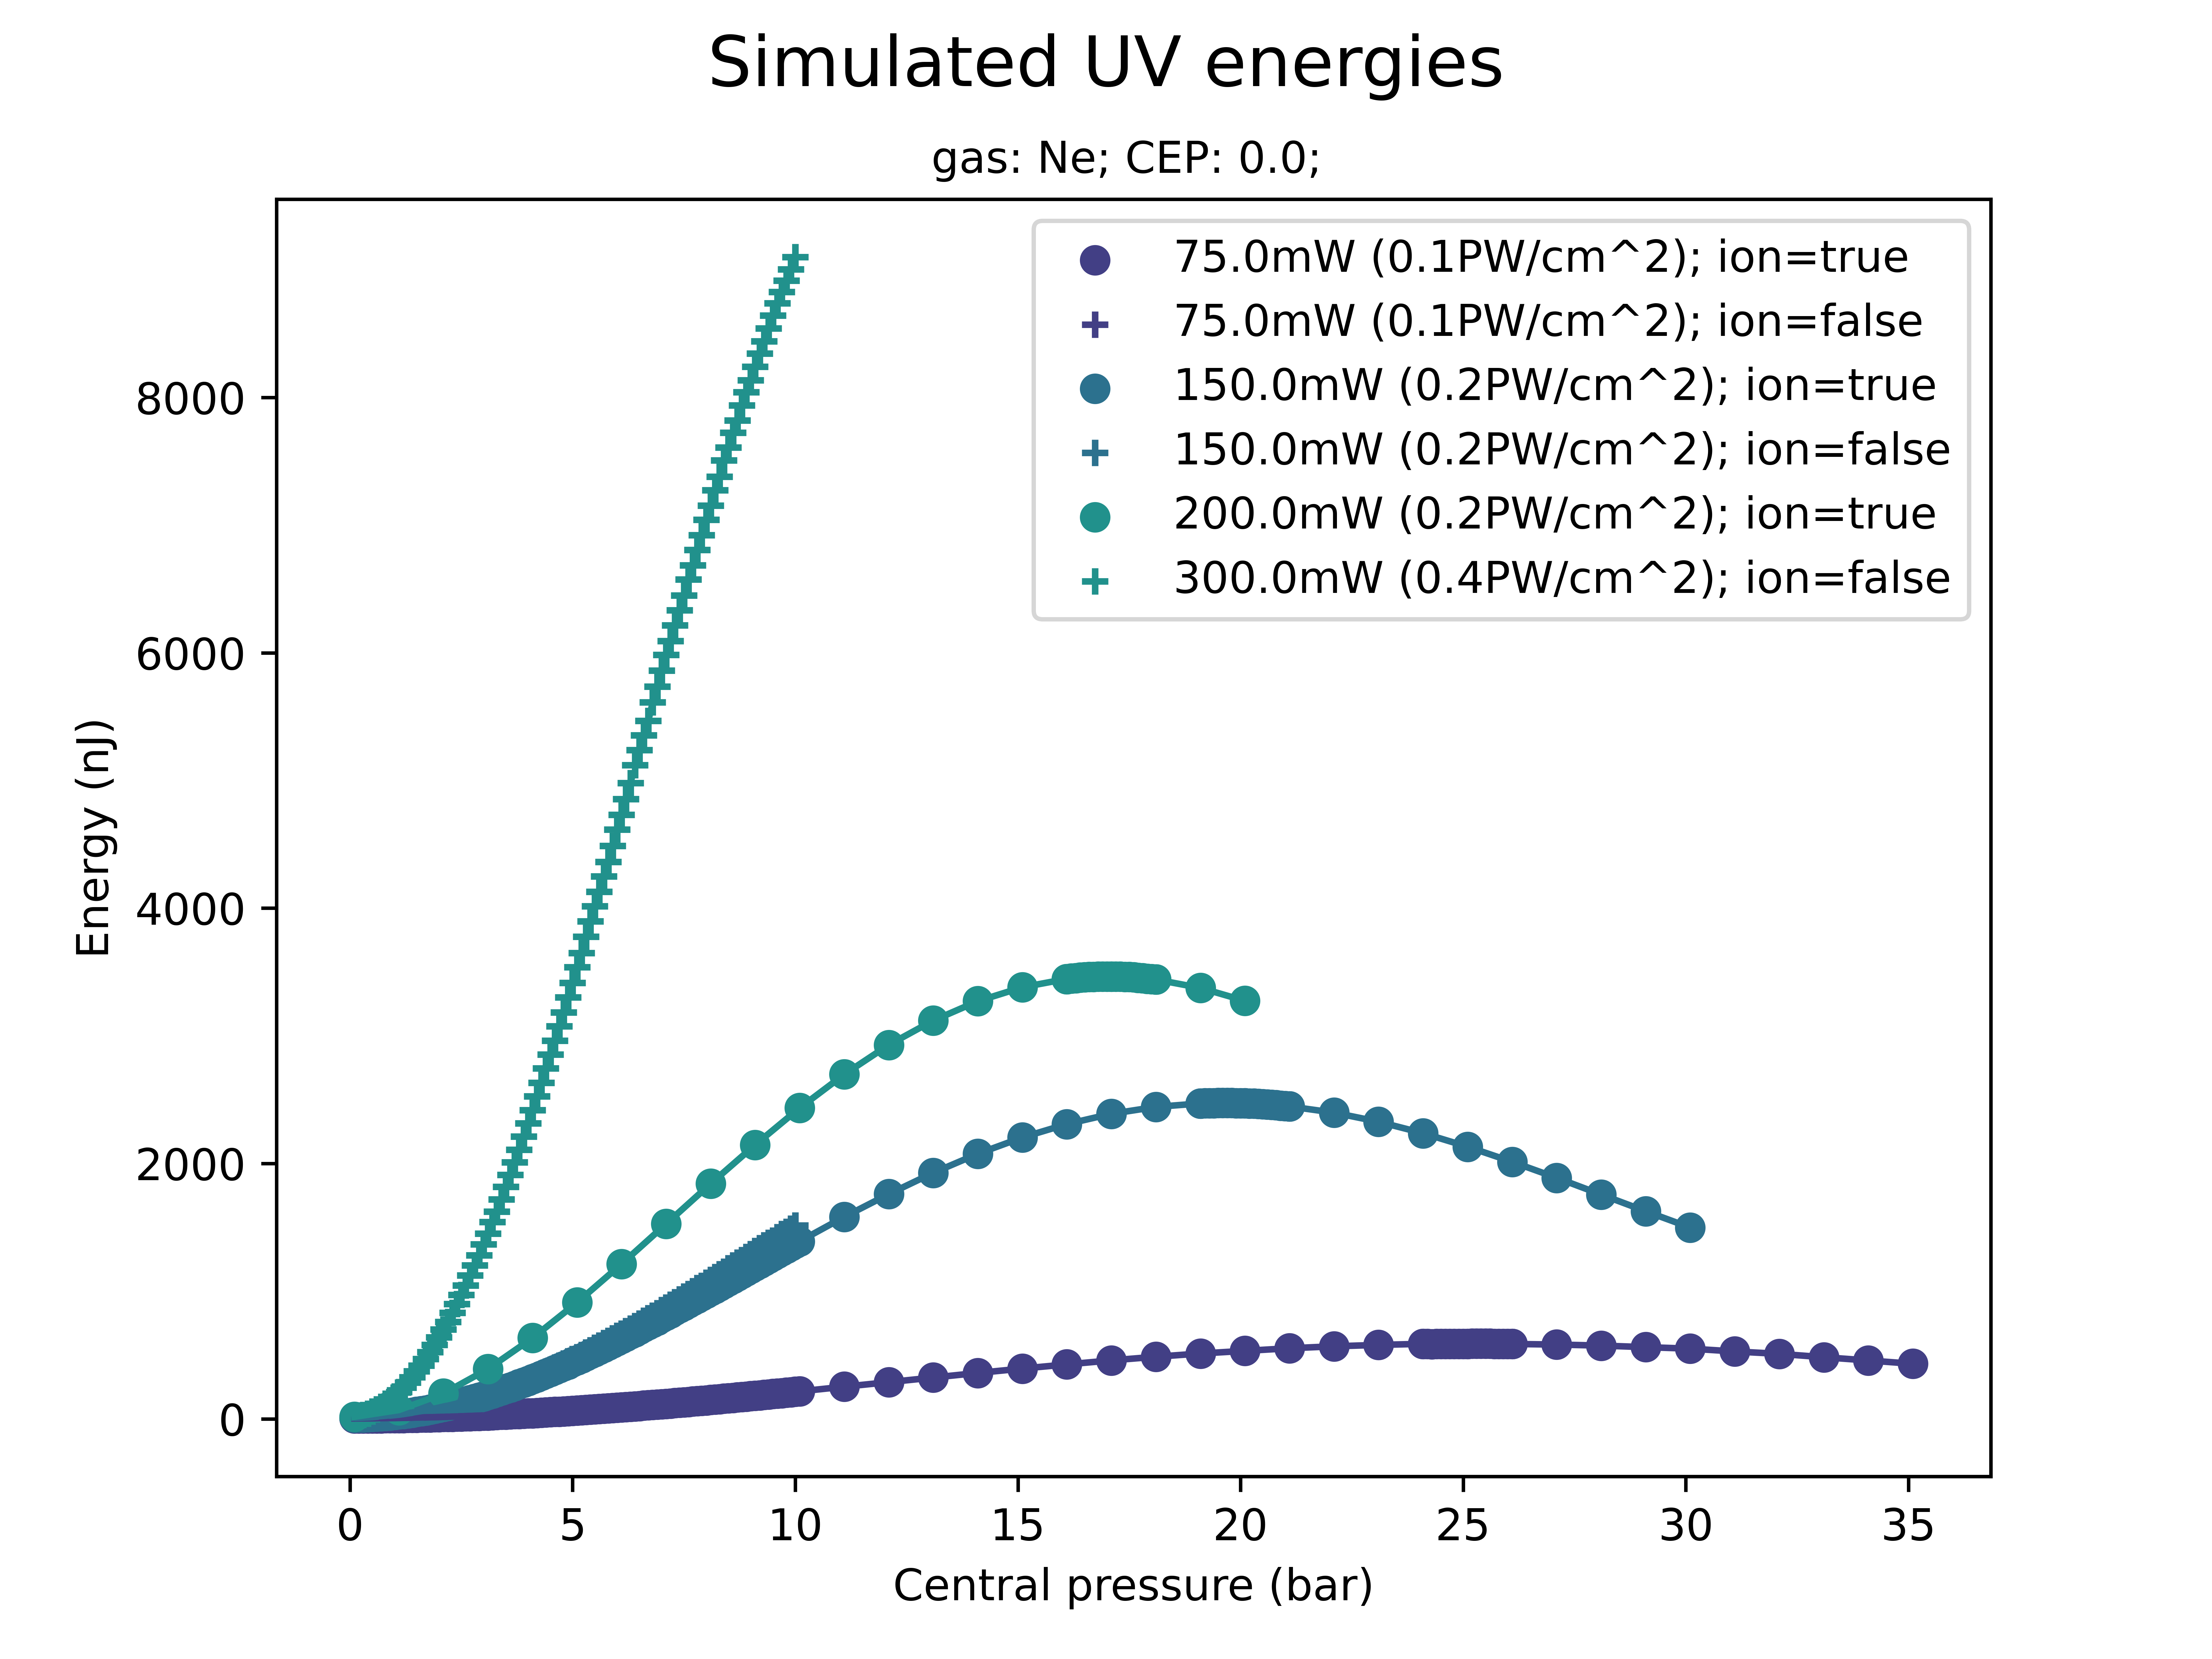 Simulated UV energies
gas: Ne; CEP: 0.0;
75.0mW (0.1PW/cm^2); ion=true
75.0mW (0.1PW/cm^2); ion=false
150.0mW (0.2PW/cm^2); ion=true
150.0mW (0.2PW/cm^2); ion=false
200.0mW (0.2PW/cm^2); ion=true
300.0mW (0.4PW/cm^2); ion=false
8000
6000
4000
2000
0
Energy (nJ)
0 5 10 15 20 25 30 35
Central pressure (bar)